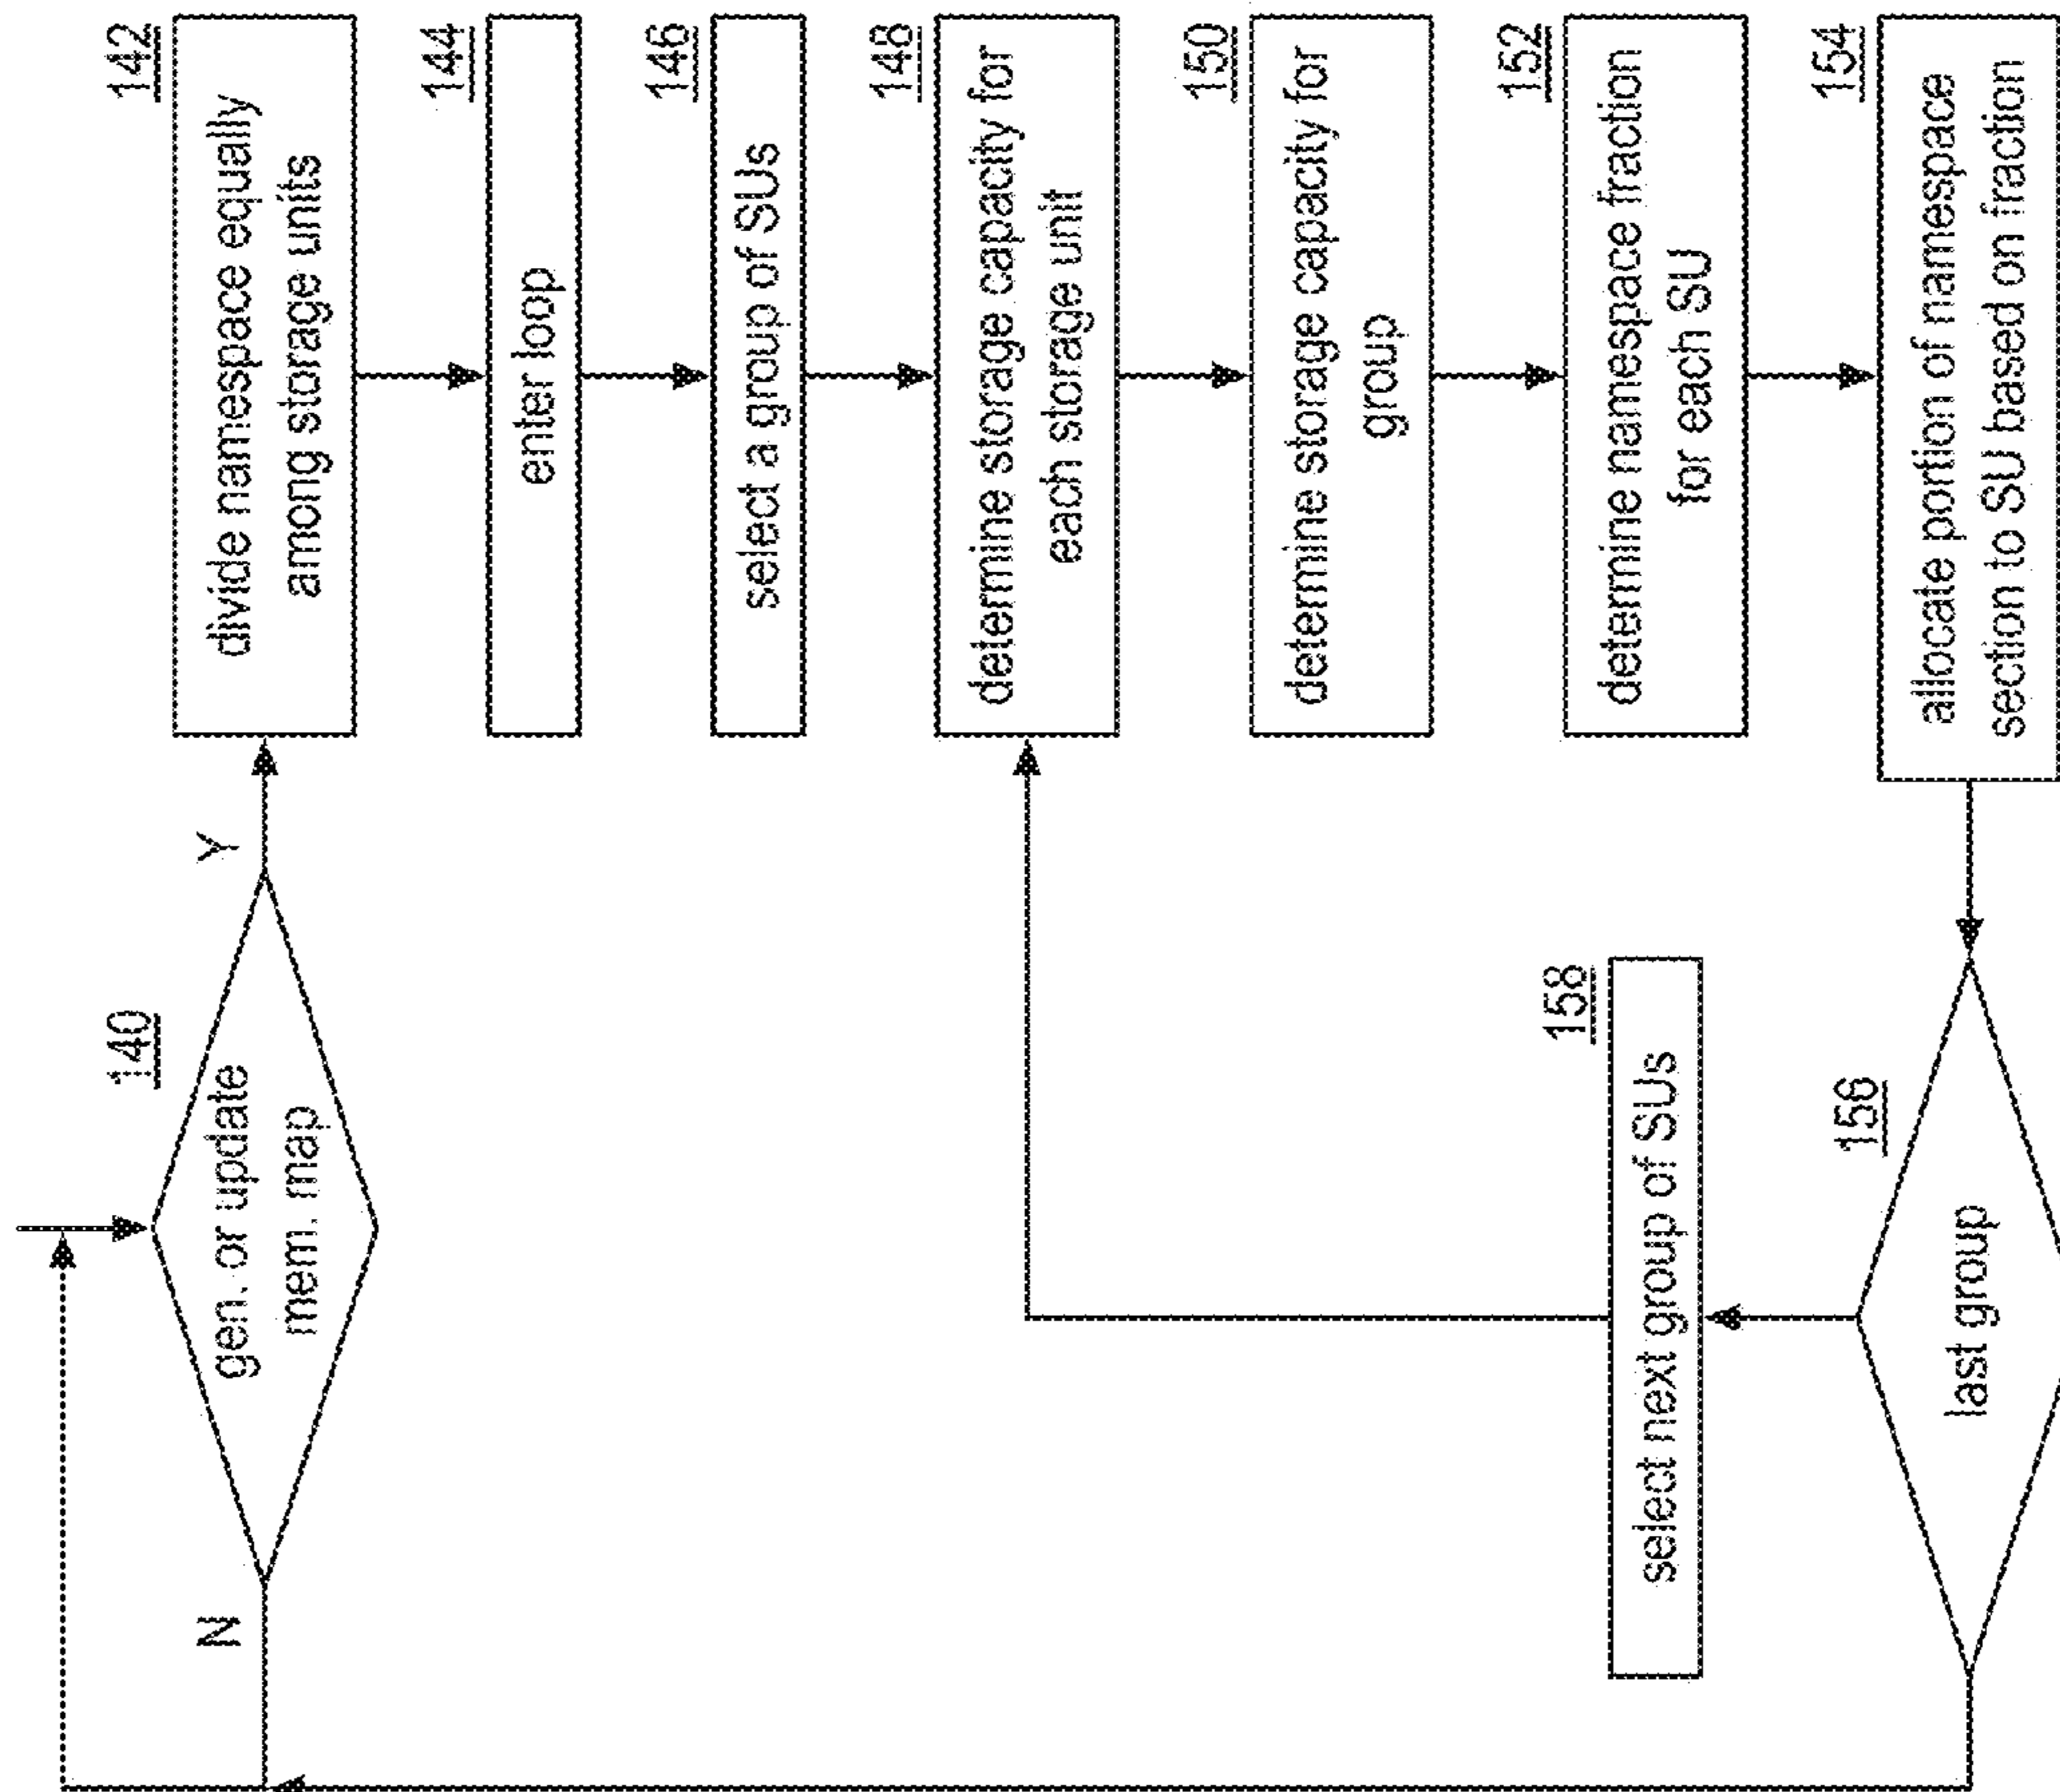 140
gen. or update
mem. map
N
Y
142
divide namespace equally
among storage units
144
enter loop
146
select a group of SUs
148
determine storage capacity for
each storage unit
150
determine storage capacity for
group
152
determine namespace fraction
for each SU
154
allocate portion of namespace
section to SU based on fraction
156
last group
158
select next group of SUs